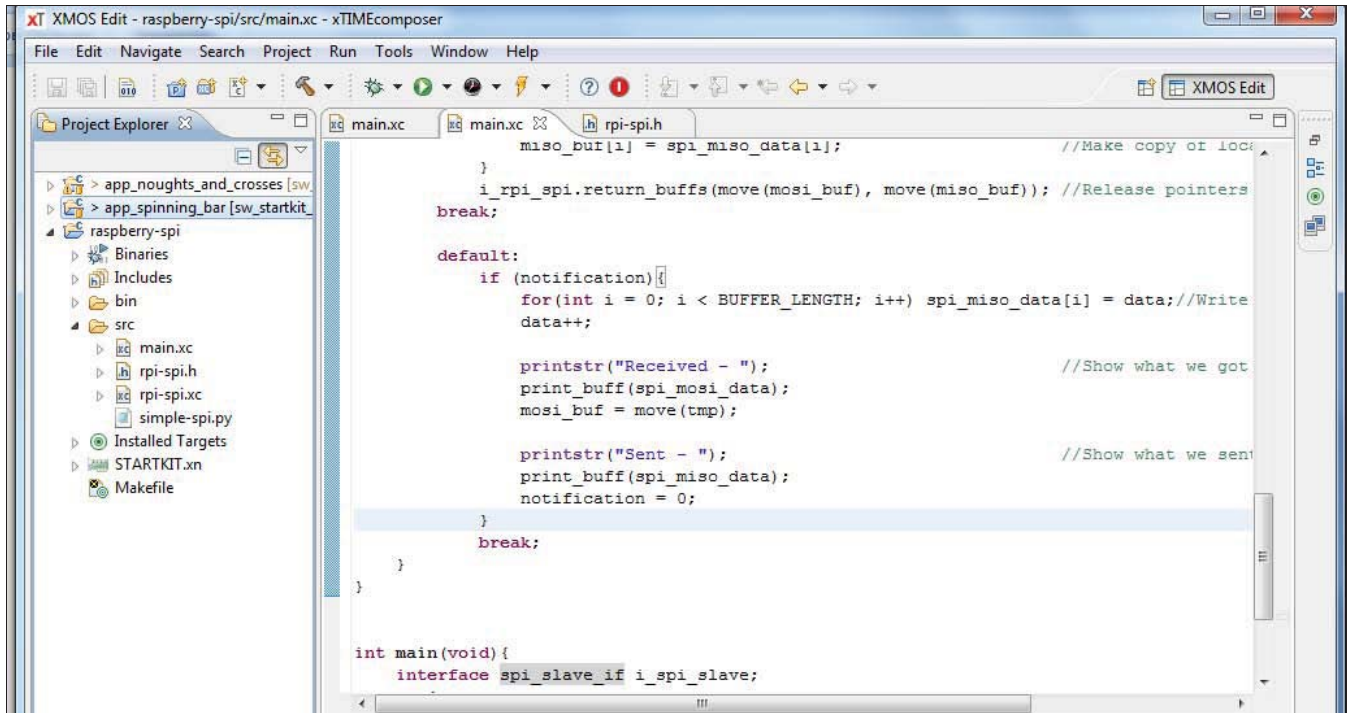 XMOS Edit - raspberry-spi/src/main.xc - xTIMEcomposer
File Edit Navigate Search Project Run Tools Window Help
XMOS Edit
Project Explorer
> app_noughts_and_crosses [sw_
> app_spinning_bar [sw_startkit_
raspberry-spi
Binaries
Includes
bin
src
main.xc
rpi-spi.h
rpi-spi.xc
simple-spi.py
Installed Targets
STARTKIT.xn
Makefile
main.xc main.xc rpi-spi.h
miso_buf[i] = spi_miso_data[i]; //Make copy of loca
}
i_rpi_spi.return_buffs(move(mosi_buf), move(miso_buf)); //Release pointers
break;
default:
if (notification){
for(int i = 0; i < BUFFER_LENGTH; i++) spi_miso_data[i] = data;//Write
data++;
printstr("Received - "); //Show what we got
print_buff(spi_mosi_data);
mosi_buf = move(tmp);
printstr("Sent - "); //Show what we sent
print_buff(spi_miso_data);
notification = 0;
}
break;
}
}
int main(void){
interface spi_slave_if i_spi_slave;